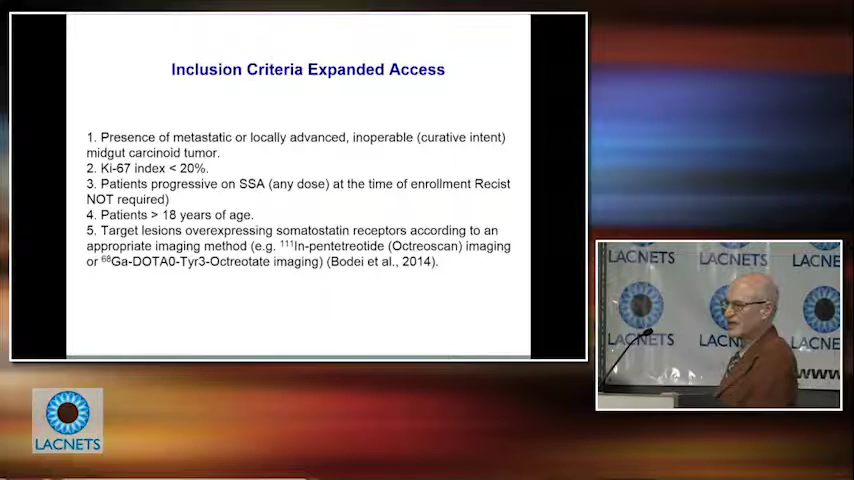 Inclusion Criteria Expanded Access
1. Presence of metastatic or locally advanced, inoperable (curative intent)
midgut carcinoid tumor.
2. Ki-67 index < 20%.
3. Patients progressive on SSA (any dose) at the time of enrollment Recist
NOT required)
4. Patients > 18 years of age.
5. Target lesions overexpressing somatostatin receptors according to an
appropriate imaging method (e.g. ¹¹¹In-pentetreotide (Octreoscan) imaging
or ⁶⁸Ga-DOTA0-Tyr3-Octreotate imaging) (Bodei et al., 2014).
LACNETS
LACNETS
LACNE
LACNETS
LACN
LACNE
www
LACNETS